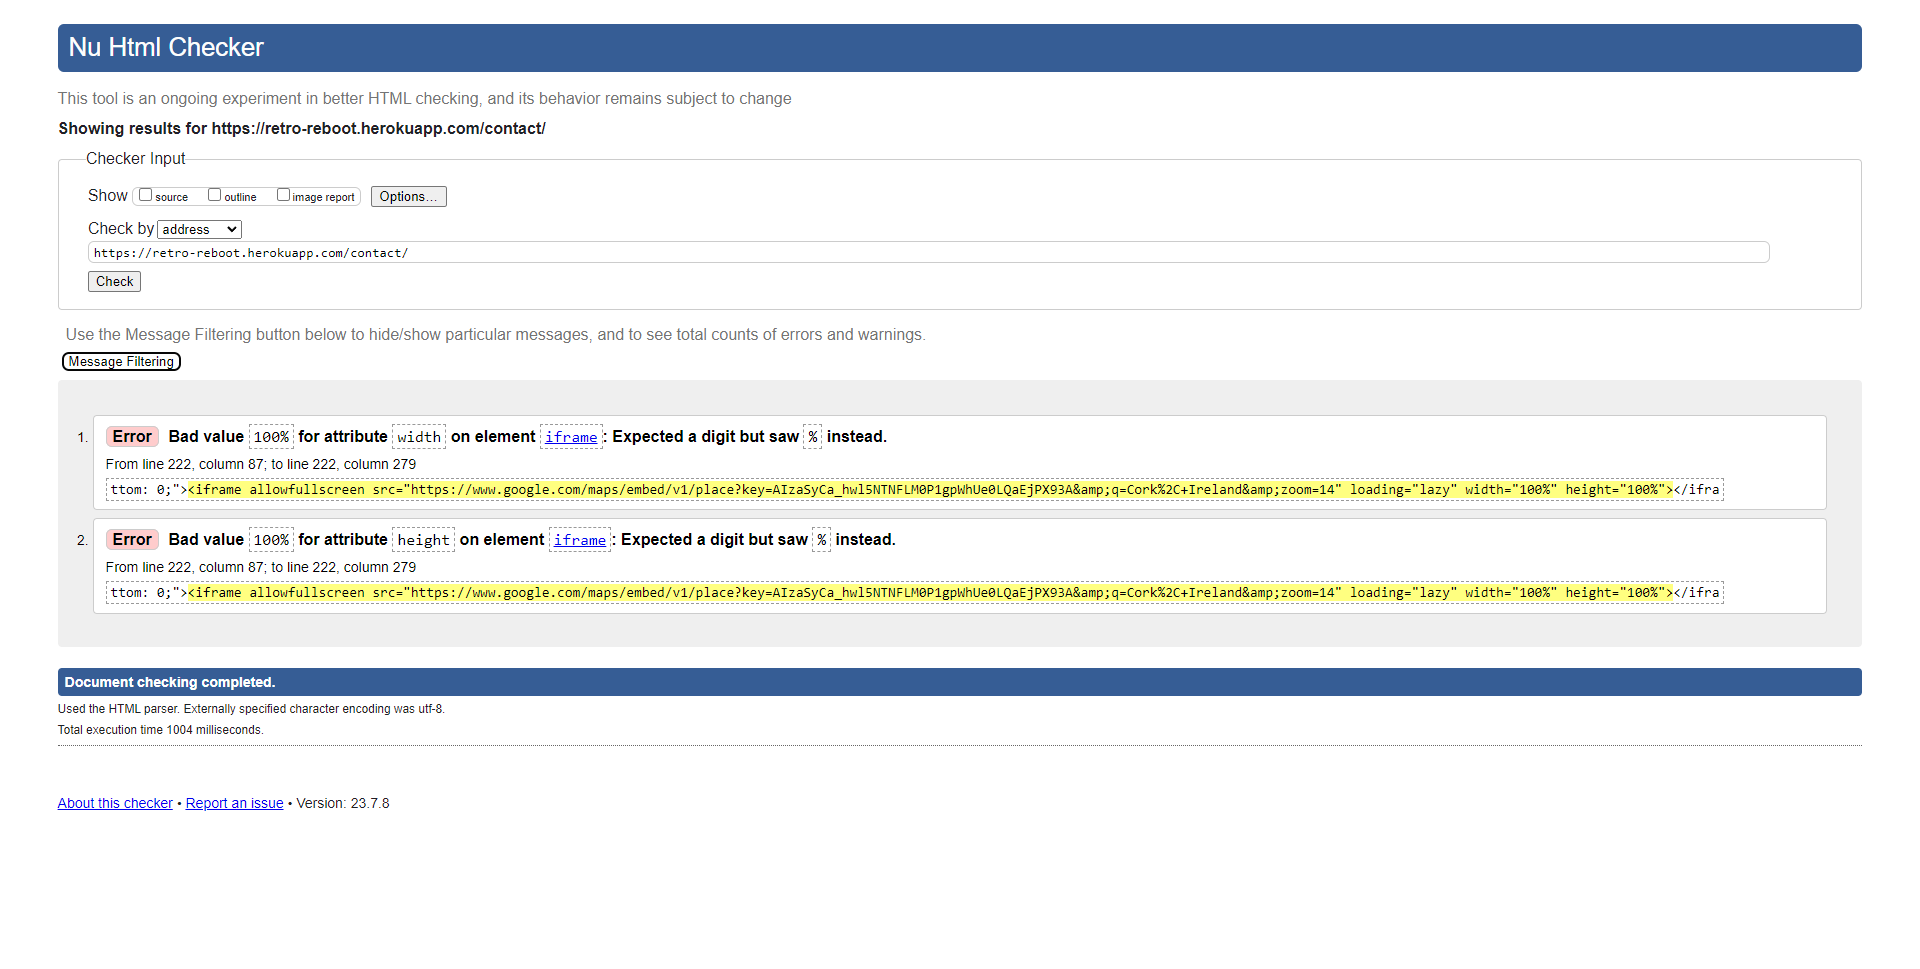 Nu Html Checker
This tool is an ongoing experiment in better HTML checking, and its behavior remains subject to change
Showing results for https://retro-reboot.herokuapp.com/contact/
Checker Input
Show source outline image report Options...
Check by address
https://retro-reboot.herokuapp.com/contact/
Check
Use the Message Filtering button below to hide/show particular messages, and to see total counts of errors and warnings.
Message Filtering
1. Error Bad value 100% for attribute width on element iframe: Expected a digit but saw % instead.
From line 222, column 87; to line 222, column 279
ttom: 0;"><iframe allowfullscreen src="https://www.google.com/maps/embed/v1/place?key=AIzaSyCa_hwl5NTNFLM0P1gpWhUe0LQaEjPX93A&amp;q=Cork%2C+Ireland&amp;zoom=14" loading="lazy" width="100%" height="100%"></ifra
2. Error Bad value 100% for attribute height on element iframe: Expected a digit but saw % instead.
From line 222, column 87; to line 222, column 279
ttom: 0;"><iframe allowfullscreen src="https://www.google.com/maps/embed/v1/place?key=AIzaSyCa_hwl5NTNFLM0P1gpWhUe0LQaEjPX93A&amp;q=Cork%2C+Ireland&amp;zoom=14" loading="lazy" width="100%" height="100%"></ifra
Document checking completed.
Used the HTML parser. Externally specified character encoding was utf-8.
Total execution time 1004 milliseconds.
About this checker • Report an issue • Version: 23.7.8